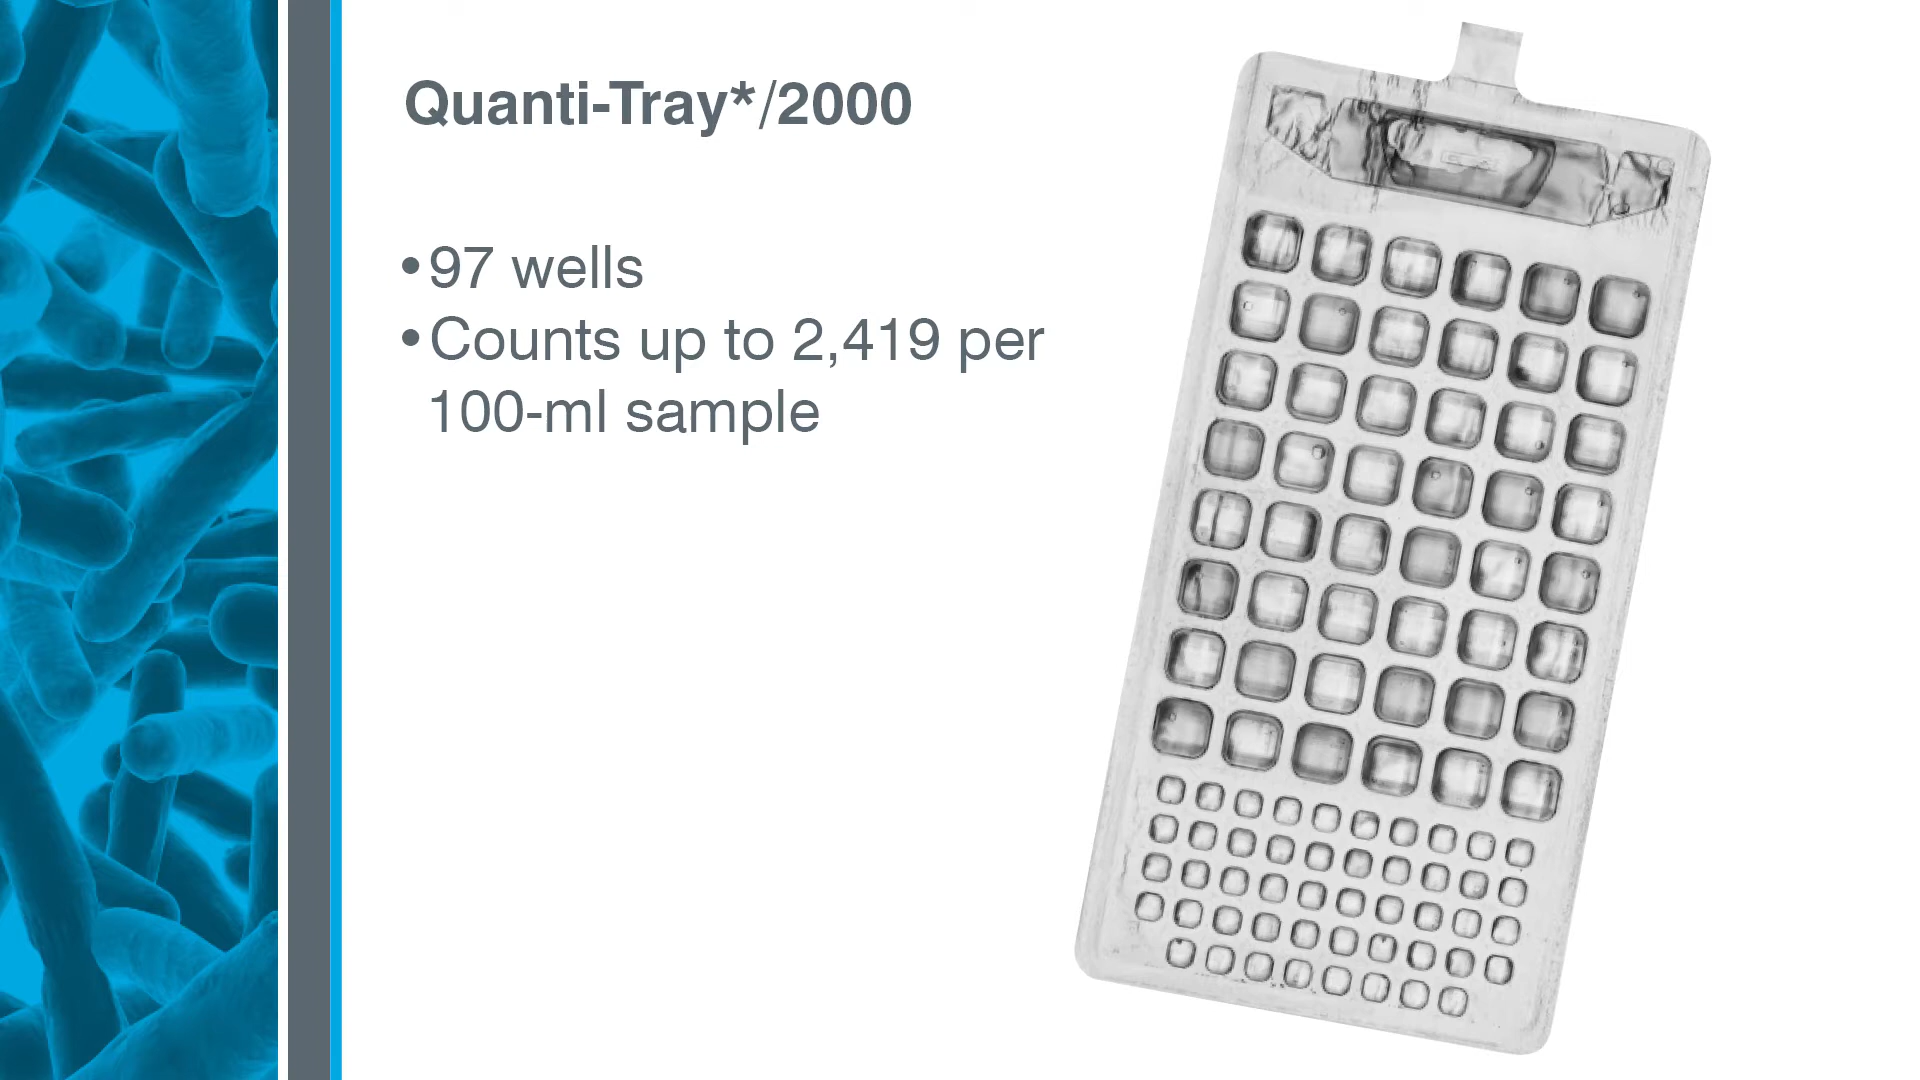 Quanti-Tray*/2000
•97 wells
•Counts up to 2,419 per
100-ml sample